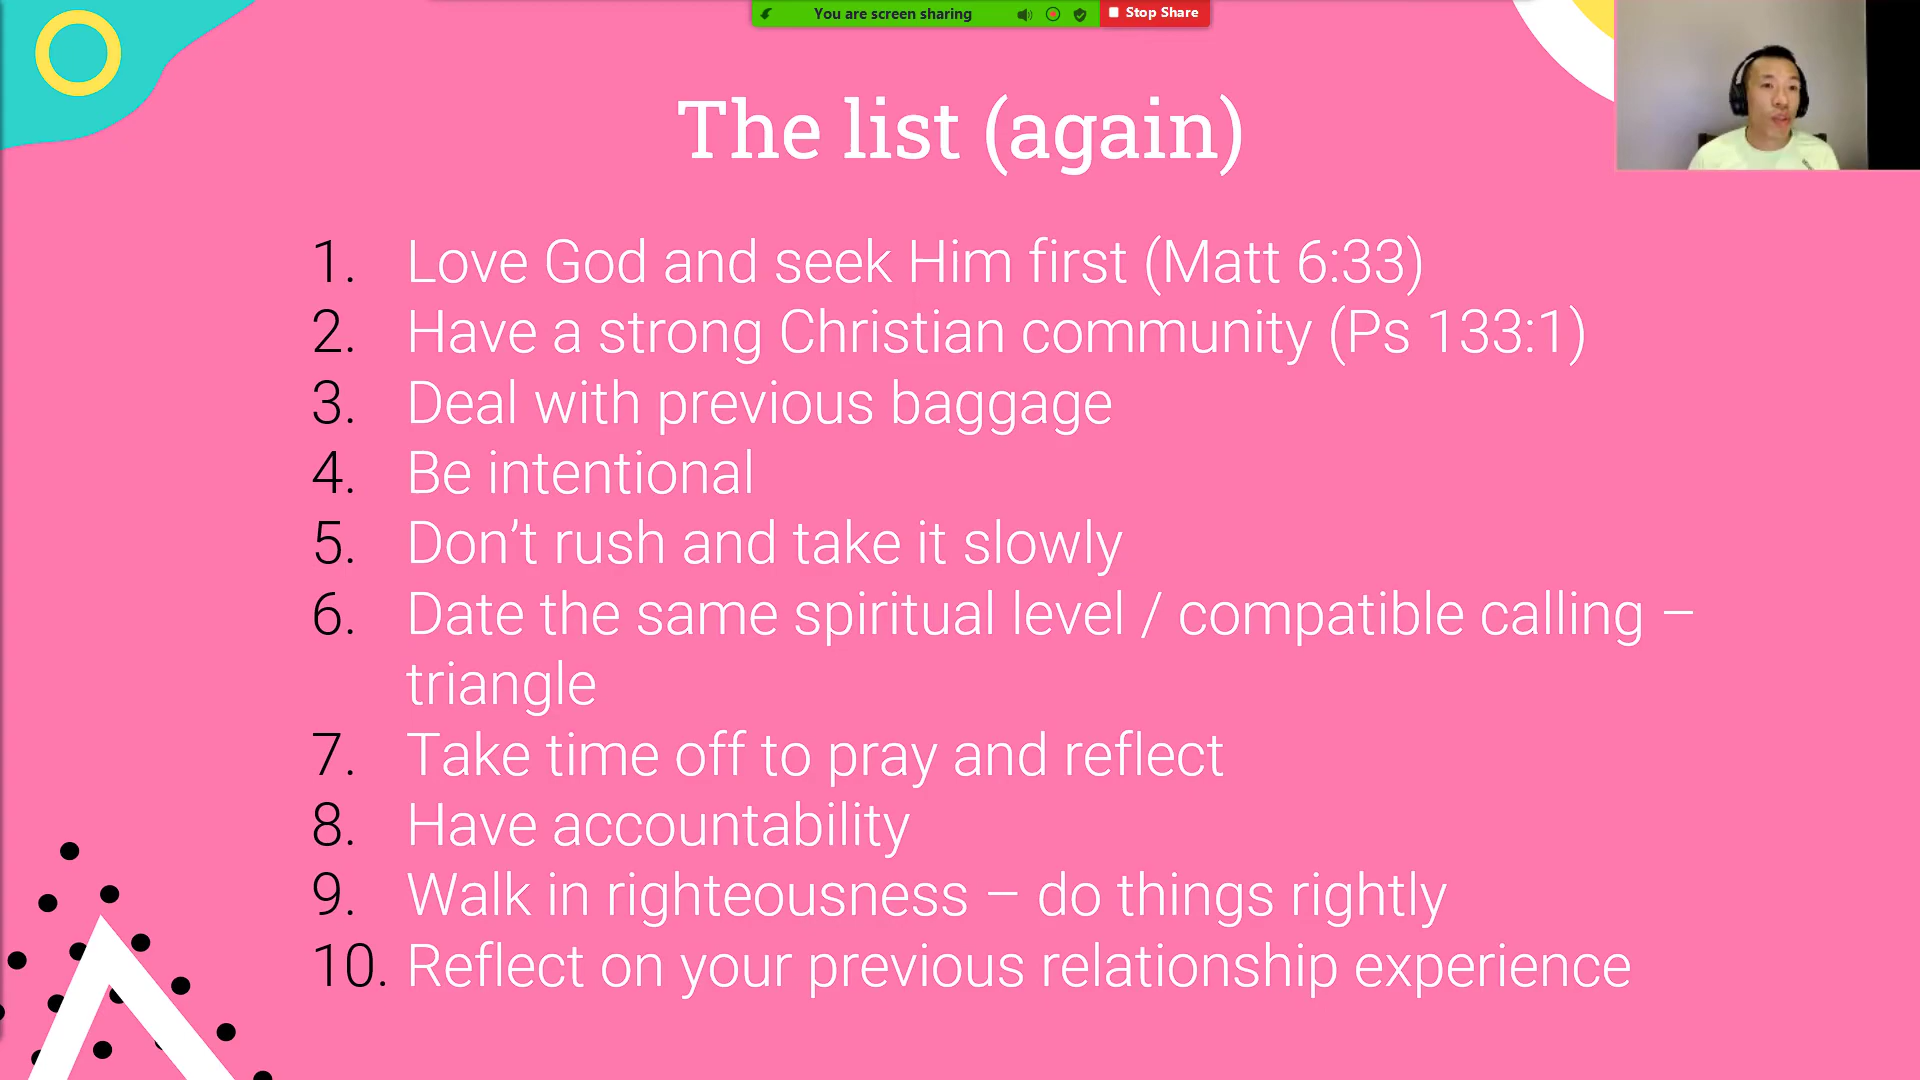 You are screen sharing
Stop Share
The list (again)
1. Love God and seek Him first (Matt 6:33)
2. Have a strong Christian community (Ps 133:1)
3. Deal with previous baggage
4. Be intentional
5. Don’t rush and take it slowly
6. Date the same spiritual level / compatible calling –
triangle
7. Take time off to pray and reflect
8. Have accountability
9. Walk in righteousness – do things rightly
10. Reflect on your previous relationship experience